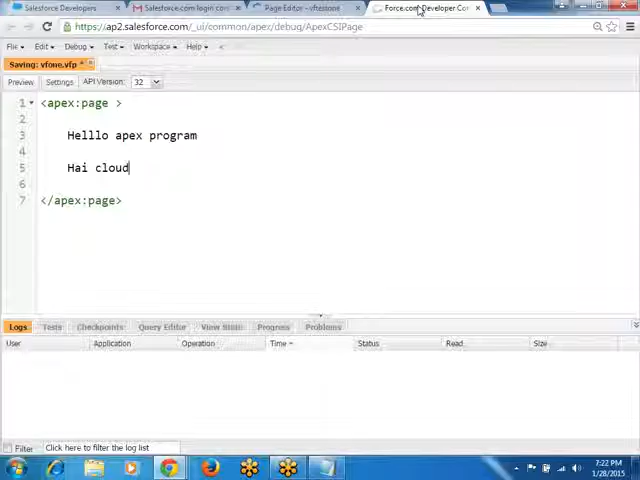 Salesforce Developers
Salesforce.com login con
Page Editor - vftestone
Force.com Developer Co
https://ap2.salesforce.com/_ui/common/apex/debug/ApexCSIPage
File Edit Debug Test Workspace Help
Saving: vfone.vfp *
Preview Settings API Version: 32
1 <apex:page >
2
3 Helllo apex program
4
5 Hai cloud
6
7 </apex:page>
Logs Tests Checkpoints Query Editor View State Progress Problems
User Application Operation Time Status Read Size
Filter Click here to filter the log list
7:22 PM
1/28/2015